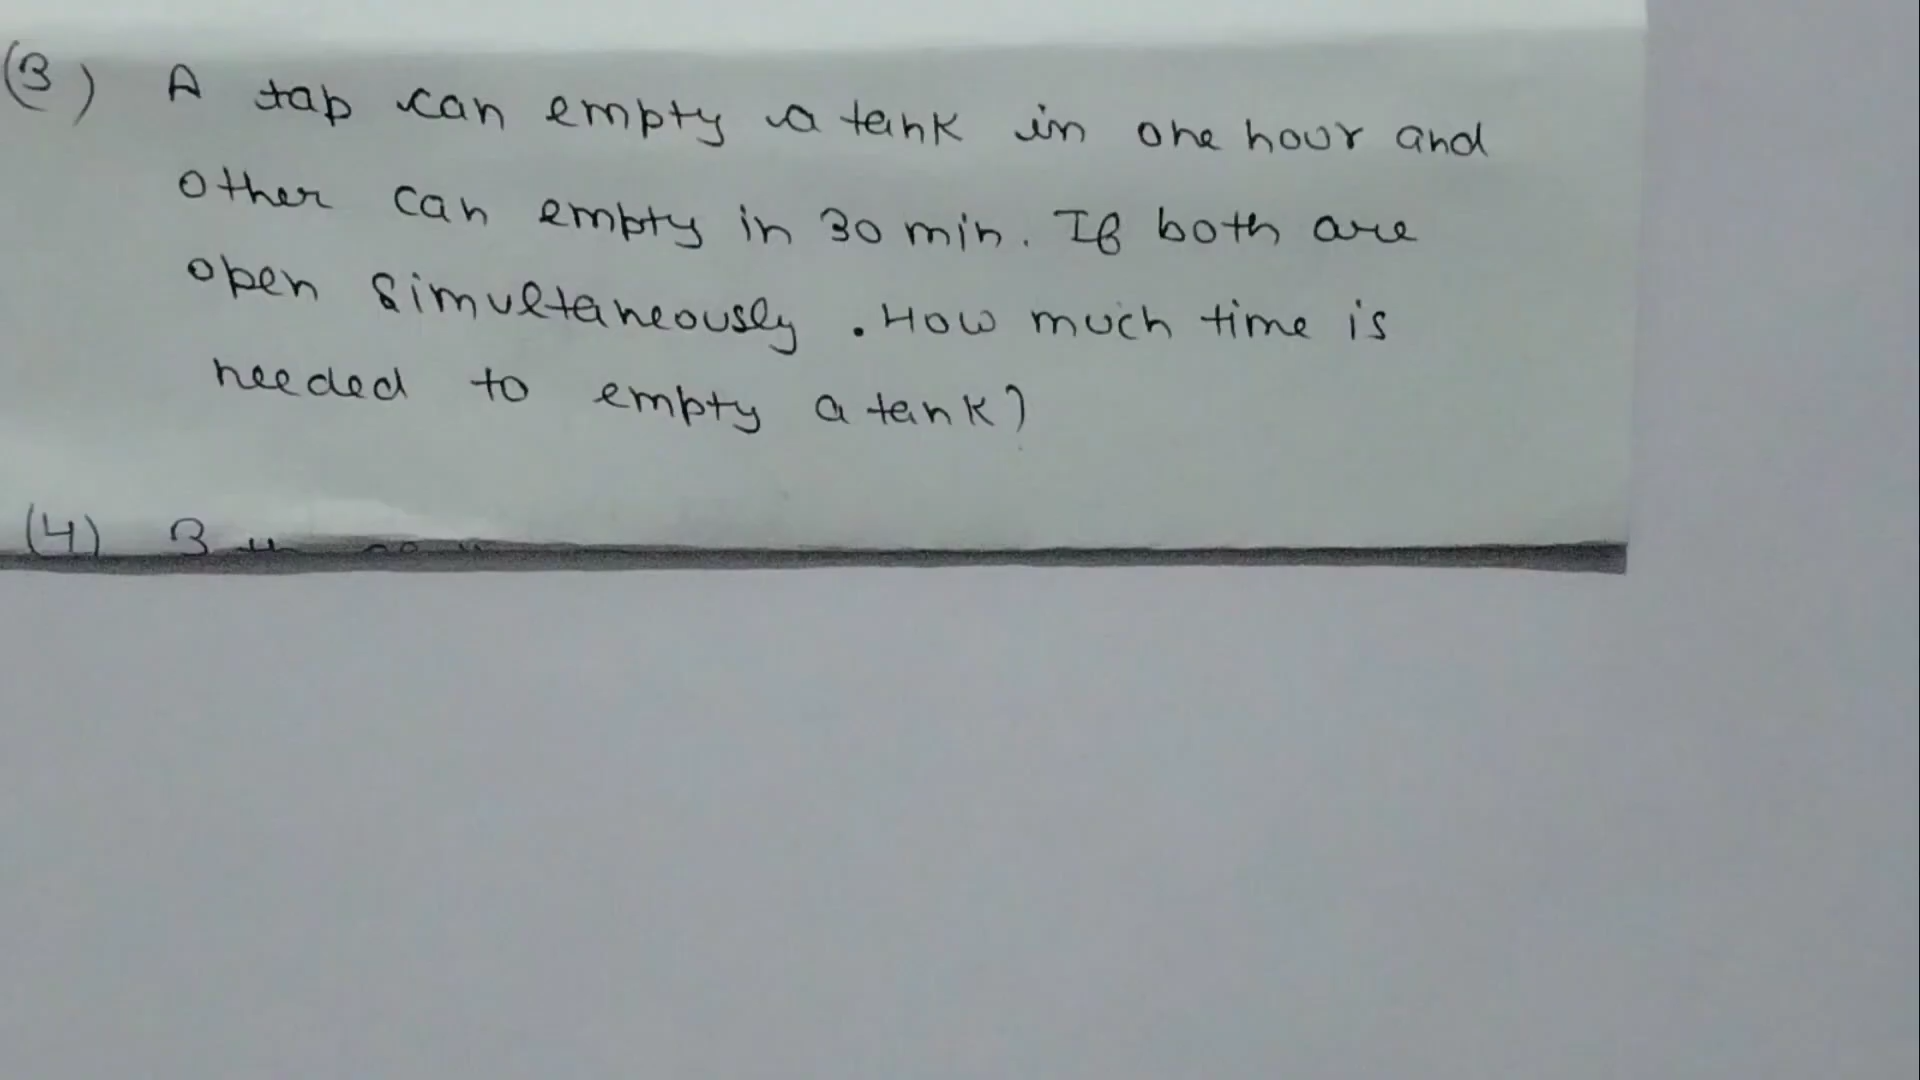 (3) A tap can empty a tank in one hour and
other can empty in 30 min. If both are
open simultaneously. How much time is
needed to empty a tank?
(4) 3